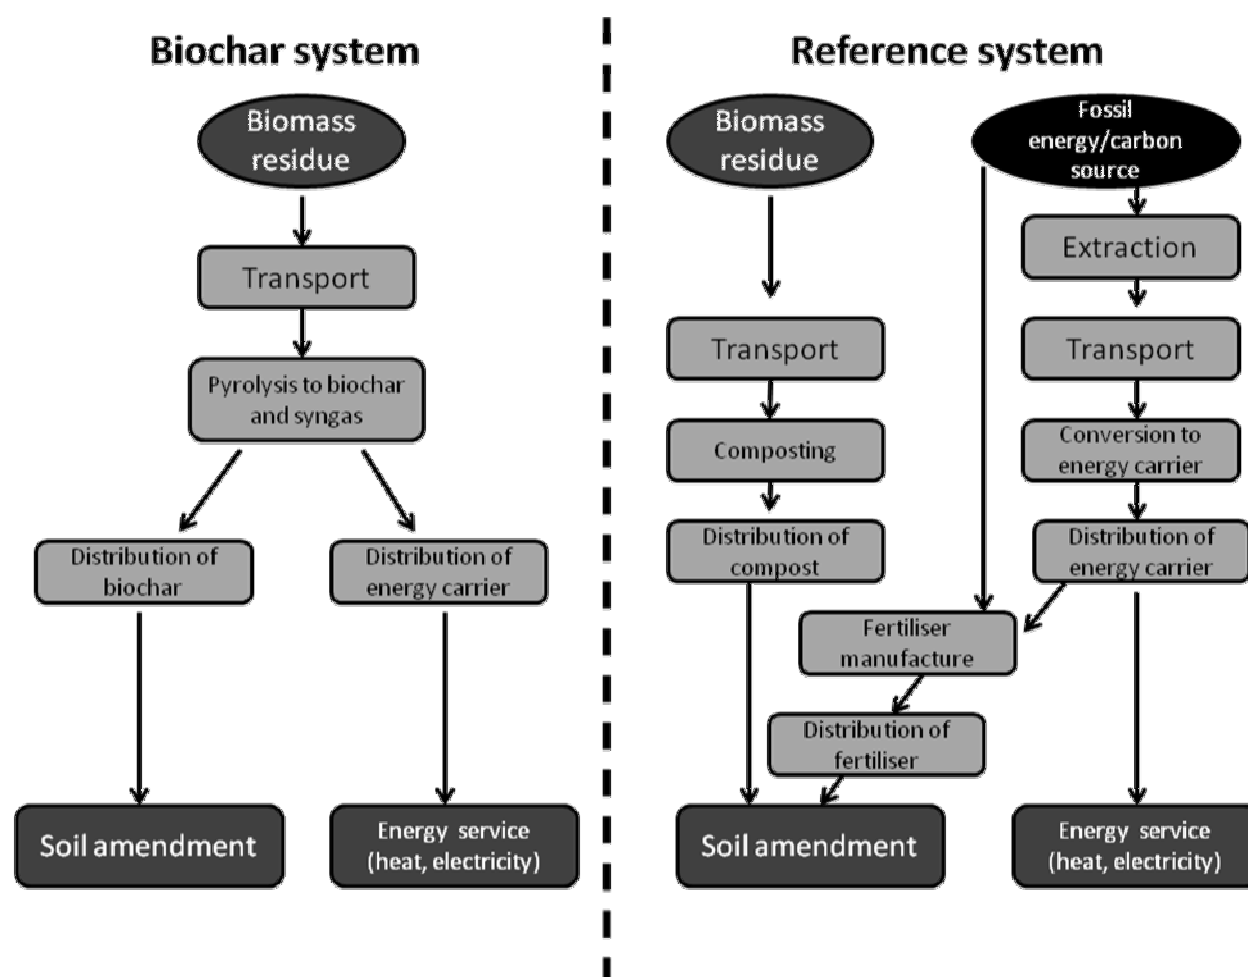 Biochar system
Biomass
residue
Transport
Pyrolysis to biochar
and syngas
Distribution of
biochar
Distribution of
energy carrier
Soil amendment
Energy service
(heat, electricity)
Reference system
Biomass
residue
Fossil
energy/carbon
source
Extraction
Transport
Transport
Composting
Conversion to
energy carrier
Distribution of
compost
Distribution of
energy carrier
Fertiliser
manufacture
Distribution of
fertiliser
Soil amendment
Energy service
(heat, electricity)